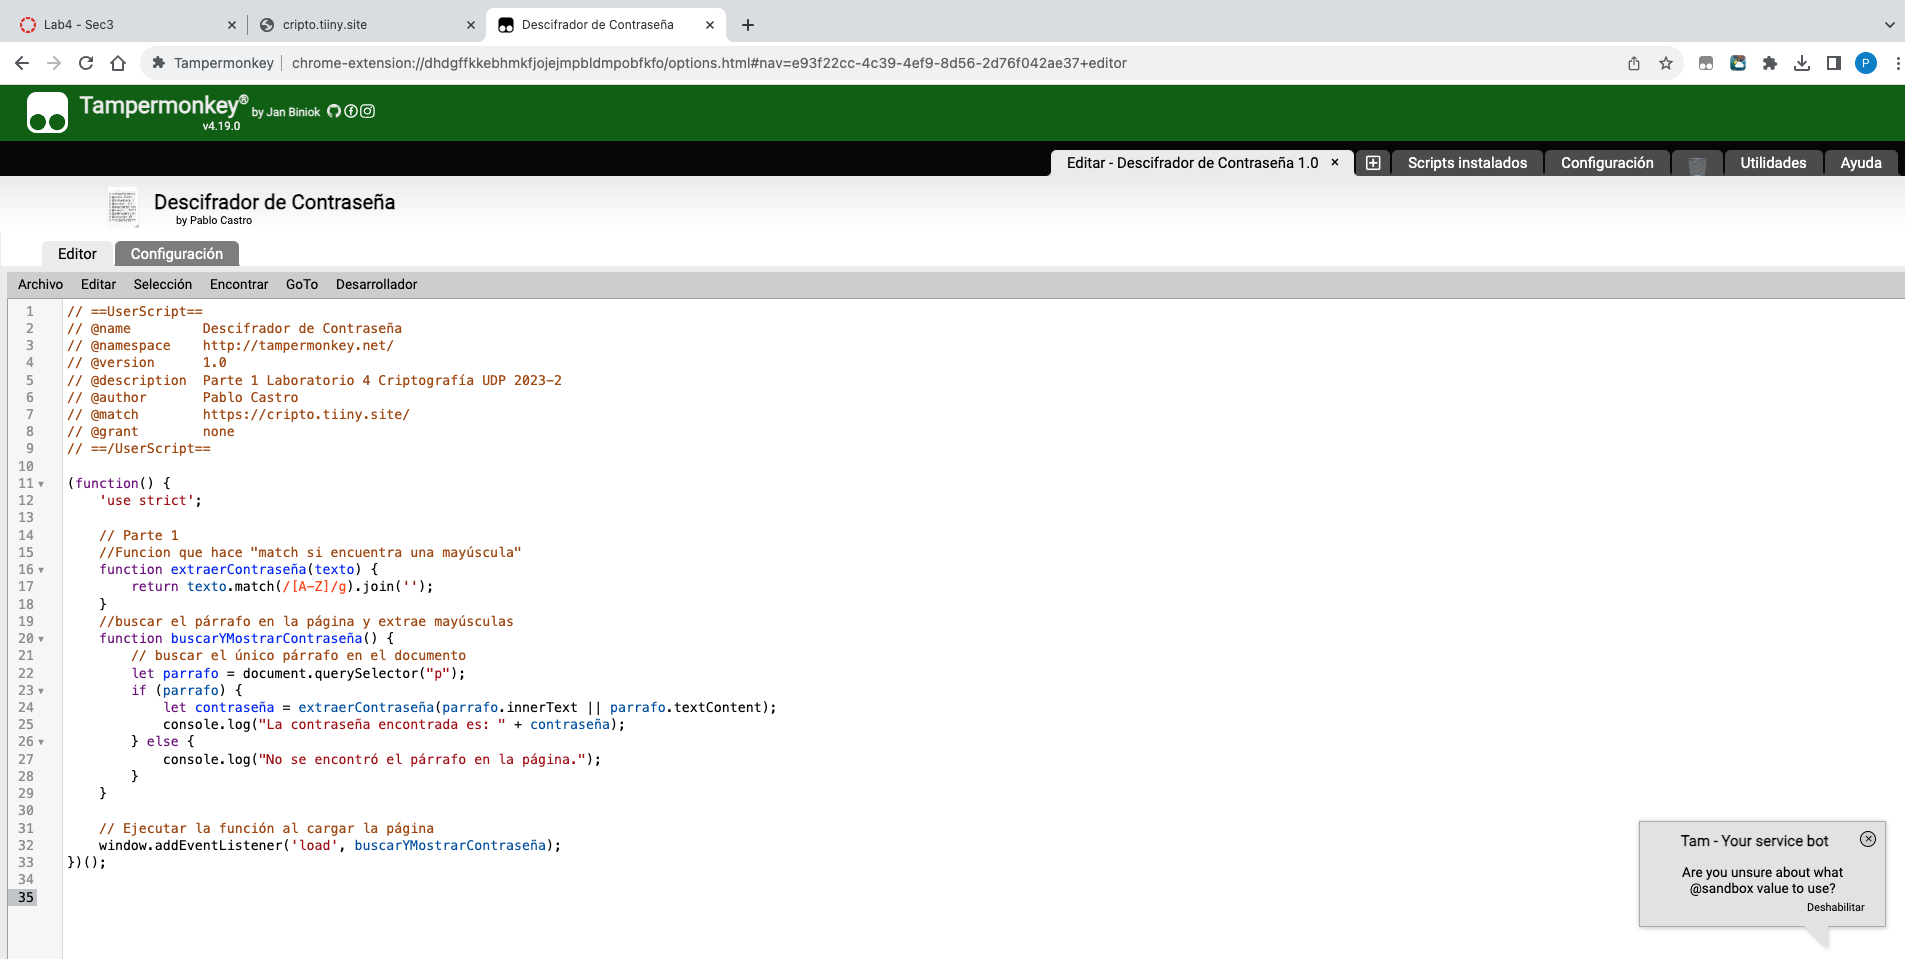 Lab4 - Sec3
cripto.tiiny.site
Descifrador de Contraseña
Tampermonkey
chrome-extension://dhdgffkkebhmkfjojejmpbldmpobfkfo/options.html#nav=e93f22cc-4c39-4ef9-8d56-2d76f042ae37+editor
P
Tampermonkey® by Jan Biniok
v4.19.0
Editar - Descifrador de Contraseña 1.0
Scripts instalados
Configuración
Utilidades
Ayuda
Descifrador de Contraseña
by Pablo Castro
Editor
Configuración
Archivo Editar Selección Encontrar GoTo Desarrollador
1 // ==UserScript==
2 // @name         Descifrador de Contraseña
3 // @namespace    http://tampermonkey.net/
4 // @version      1.0
5 // @description  Parte 1 Laboratorio 4 Criptografía UDP 2023-2
6 // @author       Pablo Castro
7 // @match        https://cripto.tiiny.site/
8 // @grant        none
9 // ==/UserScript==
10
11 (function() {
12     'use strict';
13
14     // Parte 1
15     //Funcion que hace "match si encuentra una mayúscula"
16     function extraerContraseña(texto) {
17         return texto.match(/[A-Z]/g).join('');
18     }
19     //buscar el párrafo en la página y extrae mayúsculas
20     function buscarYMostrarContraseña() {
21         // buscar el único párrafo en el documento
22         let parrafo = document.querySelector("p");
23         if (parrafo) {
24             let contraseña = extraerContraseña(parrafo.innerText || parrafo.textContent);
25             console.log("La contraseña encontrada es: " + contraseña);
26         } else {
27             console.log("No se encontró el párrafo en la página.");
28         }
29     }
30
31     // Ejecutar la función al cargar la página
32     window.addEventListener('load', buscarYMostrarContraseña);
33 })();
34
35
Tam - Your service bot
Are you unsure about what
@sandbox value to use?
Deshabilitar